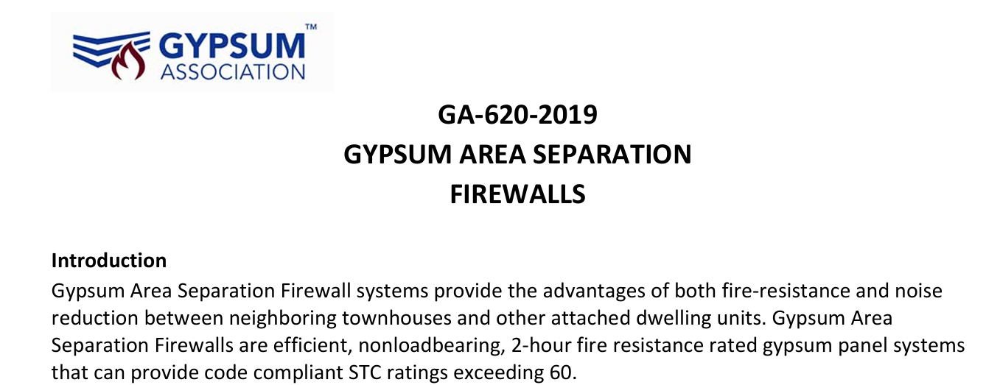 GYPSUM™
ASSOCIATION
GA-620-2019
GYPSUM AREA SEPARATION
FIREWALLS
Introduction
Gypsum Area Separation Firewall systems provide the advantages of both fire-resistance and noise
reduction between neighboring townhouses and other attached dwelling units. Gypsum Area
Separation Firewalls are efficient, nonloadbearing, 2-hour fire resistance rated gypsum panel systems
that can provide code compliant STC ratings exceeding 60.